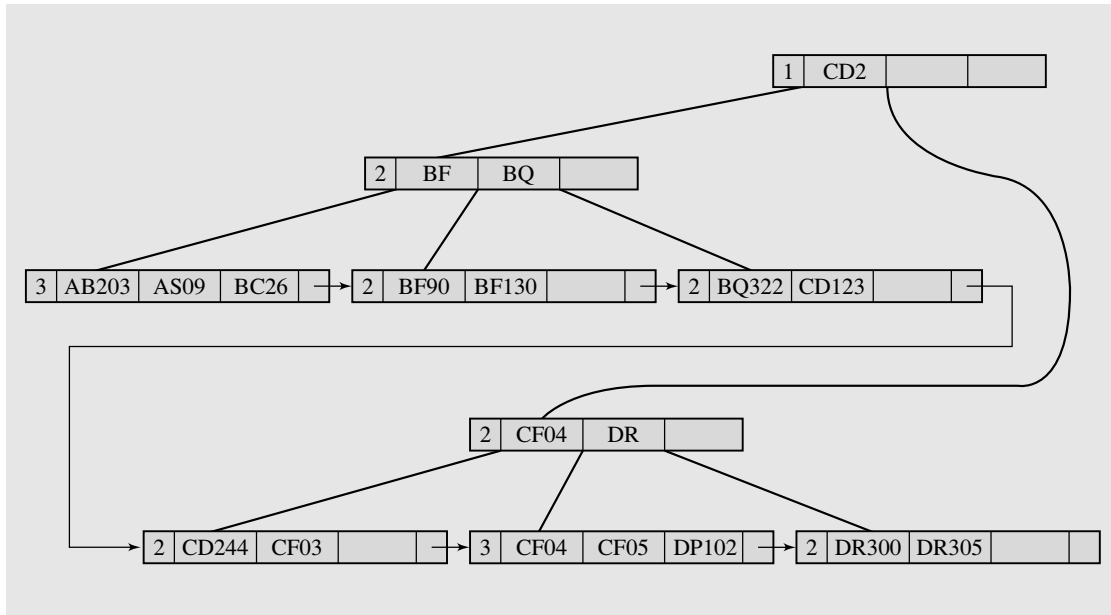 1 CD2
2 BF BQ
3 AB203 AS09 BC26
2 BF90 BF130
2 BQ322 CD123
2 CF04 DR
2 CD244 CF03
3 CF04 CF05 DP102
2 DR300 DR305